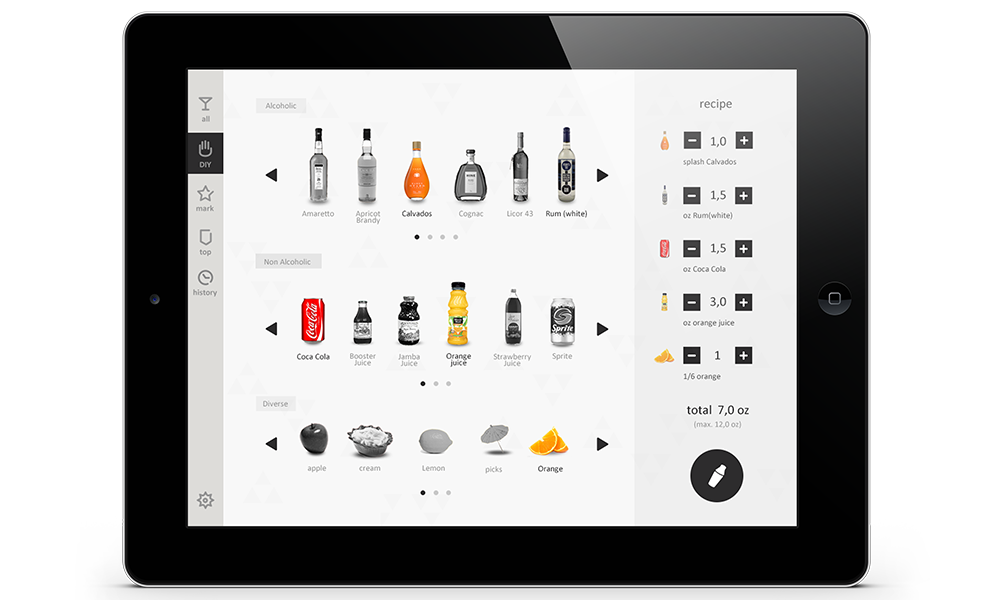 all
DIY
mark
top
history
Alcoholic
Amaretto
Apricot
Brandy
Calvados
Cognac
Licor 43
Rum (white)
Non Alcoholic
Coca-Cola
Sprite
Coca Cola
Booster
Juice
Jamba
Juice
Orange
juice
Strawberry
Juice
Sprite
Diverse
apple
cream
Lemon
picks
Orange
recipe
1,0
splash Calvados
1,5
oz Rum(white)
1,5
oz Coca Cola
3,0
oz orange juice
1
1/6 orange
total 7,0 oz
(max. 12,0 oz)